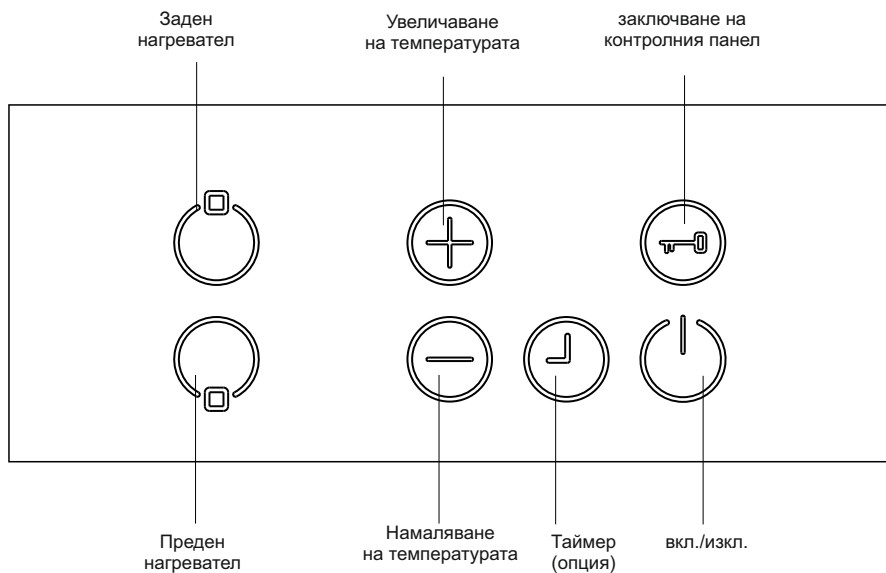 Заден
нагревател
Увеличаване
на температурата
заключване на
контролния панел
Преден
нагревател
Намаляване
на температурата
Таймер
(опция)
вкл./изкл.